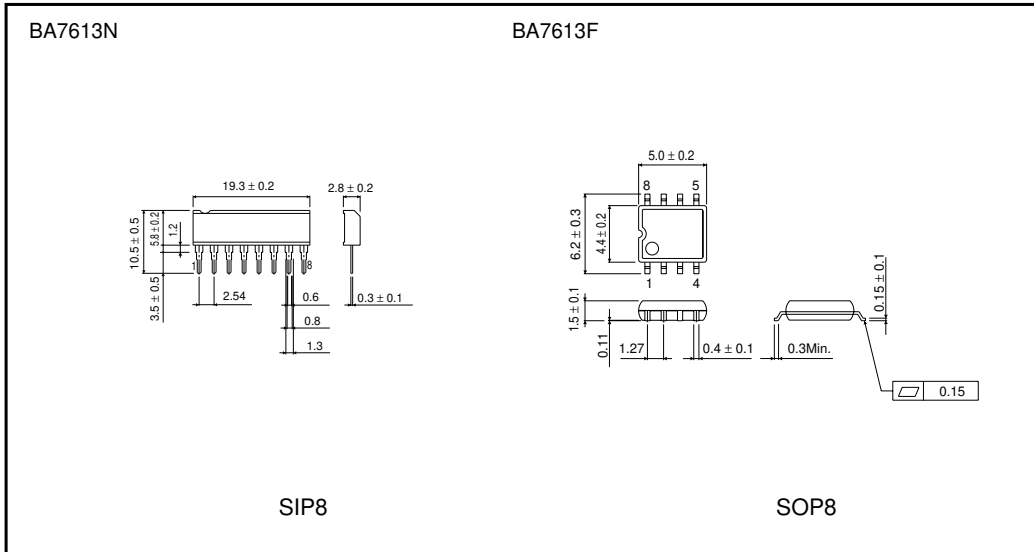 BA7613N
BA7613F
19.3 ± 0.2
2.8 ± 0.2
10.5 ± 0.5
5.8 ± 0.2
1.2
3.5 ± 0.5
1
8
2.54
0.6
0.3 ± 0.1
0.8
1.3
SIP8
5.0 ± 0.2
8
5
6.2 ± 0.3
4.4 ± 0.2
1
4
1.5 ± 0.1
0.11
1.27
0.4 ± 0.1
0.3Min.
0.15 ± 0.1
0.15
SOP8